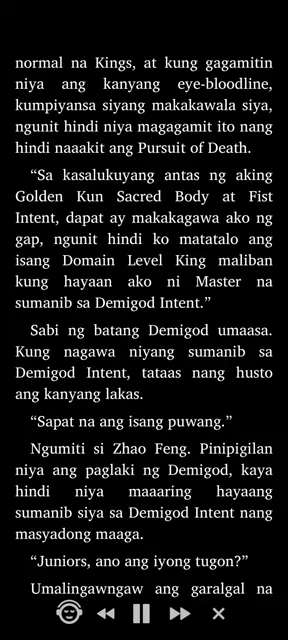 normal na Kings, at kung gagamitin
niya ang kanyang eye-bloodline,
kumpiyansa siyang makakawala siya,
ngunit hindi niya magagamit ito nang
hindi naaakit ang Pursuit of Death.
“Sa kasalukuyang antas ng aking
Golden Kun Sacred Body at Fist
Intent, dapat ay makakagawa ako ng
gap, ngunit hindi ko matatalo ang
isang Domain Level King maliban
kung hayaan ako ni Master na
sumanib sa Demigod Intent.”
Sabi ng batang Demigod umaasa.
Kung nagawa niyang sumanib sa
Demigod Intent, tataas nang husto
ang kanyang lakas.
“Sapat na ang isang puwang.”
Ngumiti si Zhao Feng. Pinipigilan
niya ang paglaki ng Demigod, kaya
hindi niya maaaring hayaang
sumanib siya sa Demigod Intent nang
masyadong maaga.
“Juniors, ano ang iyong tugon?”
Umalingawngaw ang garalgal na